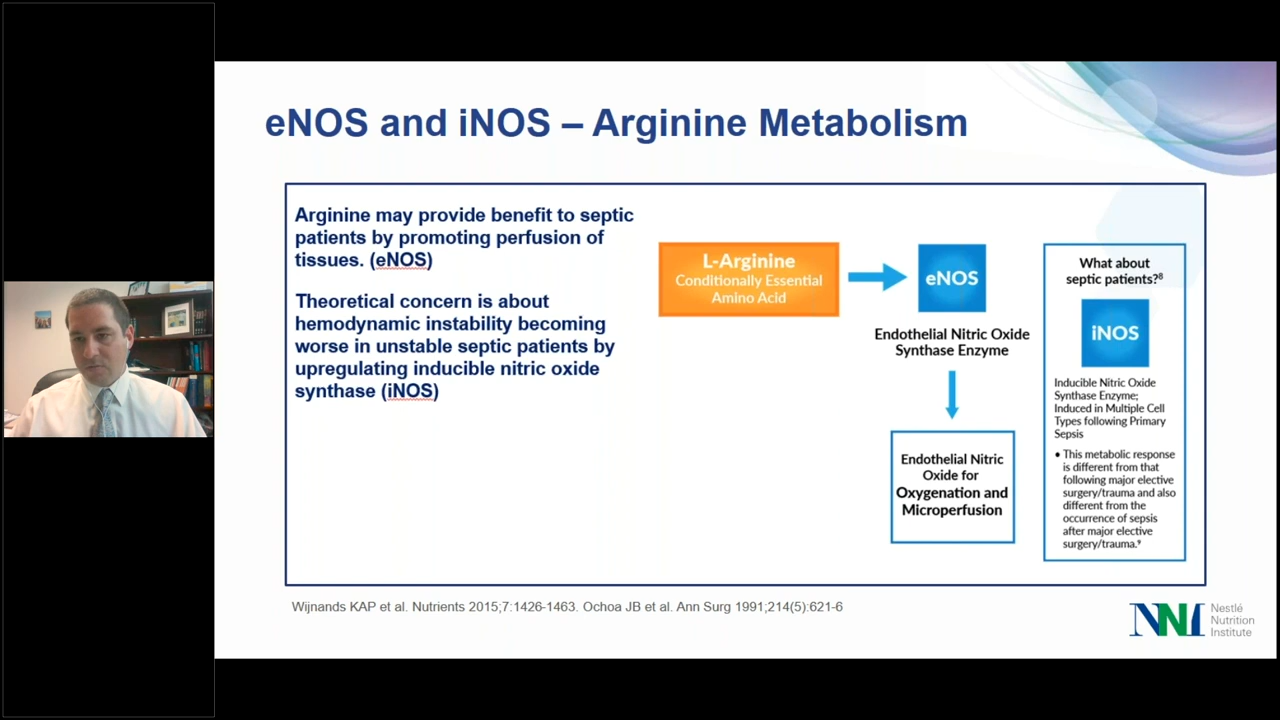 eNOS and iNOS – Arginine Metabolism
Arginine may provide benefit to septic
patients by promoting perfusion of
tissues. (eNOS)
Theoretical concern is about
hemodynamic instability becoming
worse in unstable septic patients by
upregulating inducible nitric oxide
synthase (iNOS)
L-Arginine
Conditionally Essential
Amino Acid
eNOS
Endothelial Nitric Oxide
Synthase Enzyme
Endothelial Nitric
Oxide for
Oxygenation and
Microperfusion
What about
septic patients?⁸
iNOS
Inducible Nitric Oxide
Synthase Enzyme;
Induced in Multiple Cell
Types following Primary
Sepsis
• This metabolic response
is different from that
following major elective
surgery/trauma and also
different from the
occurrence of sepsis
after major elective
surgery/trauma.⁹
Wijnands KAP et al. Nutrients 2015;7:1426-1463. Ochoa JB et al. Ann Surg 1991;214(5):621-6
NNI
Nestlé
Nutrition
Institute